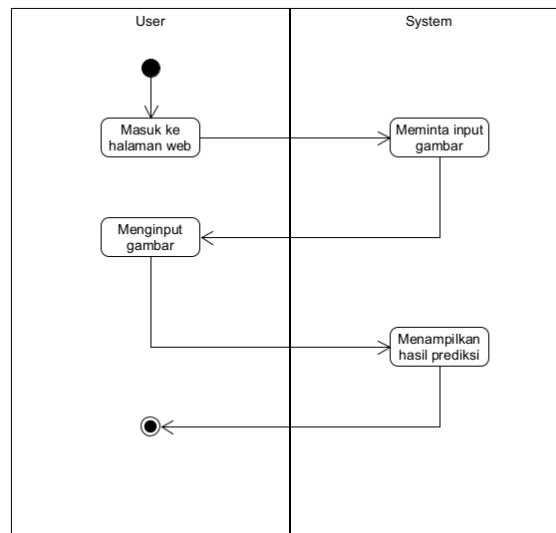 User
System
Masuk ke
halaman web
Meminta input
gambar
Menginput
gambar
Menampilkan
hasil prediksi